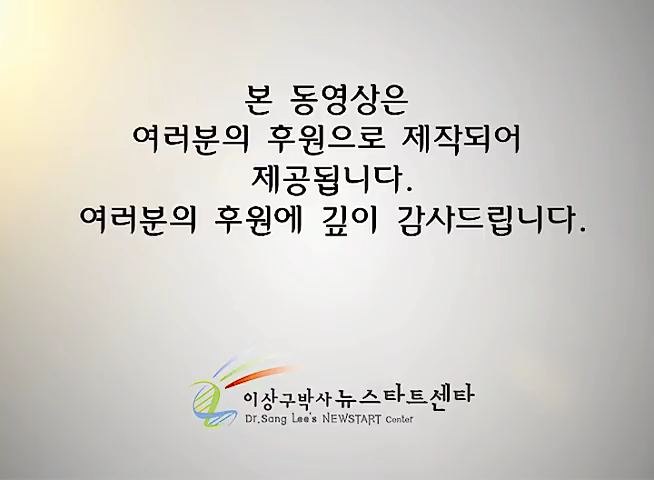 본 동영상은
여러분의 후원으로 제작되어
제공됩니다.
여러분의 후원에 깊이 감사드립니다.
이상구박사 뉴스타트센타
Dr.Sang Lee's NEWSTART Center